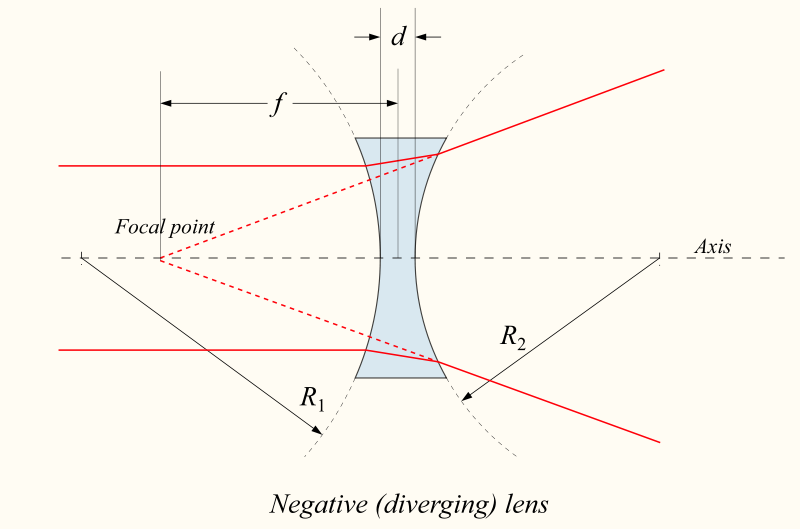 d
f
Focal point
Axis
R2
R1
Negative (diverging) lens